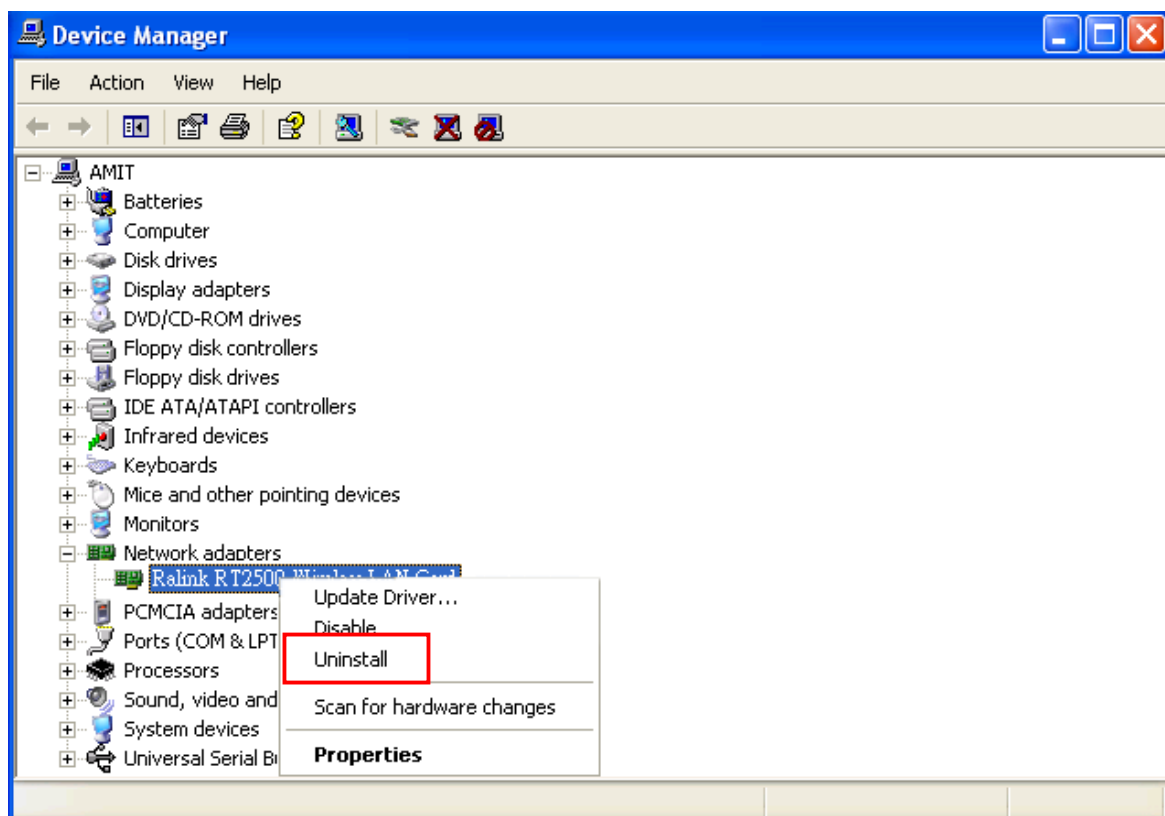 Device Manager
File Action View Help
AMIT
Batteries
Computer
Disk drives
Display adapters
DVD/CD-ROM drives
Floppy disk controllers
Floppy disk drives
IDE ATA/ATAPI controllers
Infrared devices
Keyboards
Mice and other pointing devices
Monitors
Network adapters
Ralink RT2500 Wireless LAN Card
Update Driver...
PCMCIA adapters
Disable
Ports (COM & LPT
Uninstall
Processors
Sound, video and
Scan for hardware changes
System devices
Properties
Universal Serial B